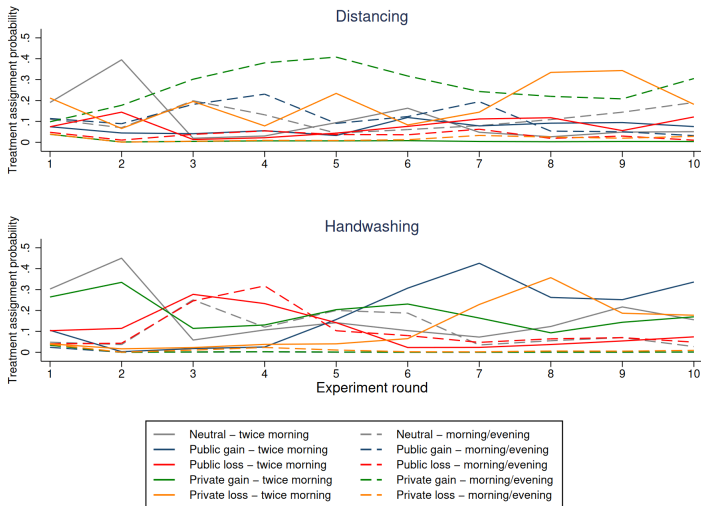 Distancing
Treatment assignment probability
.5
.4
.3
.2
.1
0
1 2 3 4 5 6 7 8 9 10
Handwashing
Treatment assignment probability
.5
.4
.3
.2
.1
0
1 2 3 4 5 6 7 8 9 10
Experiment round
Neutral – twice morning Neutral – morning/evening
Public gain – twice morning Public gain – morning/evening
Public loss – twice morning Public loss – morning/evening
Private gain – twice morning Private gain – morning/evening
Private loss – twice morning Private loss – morning/evening